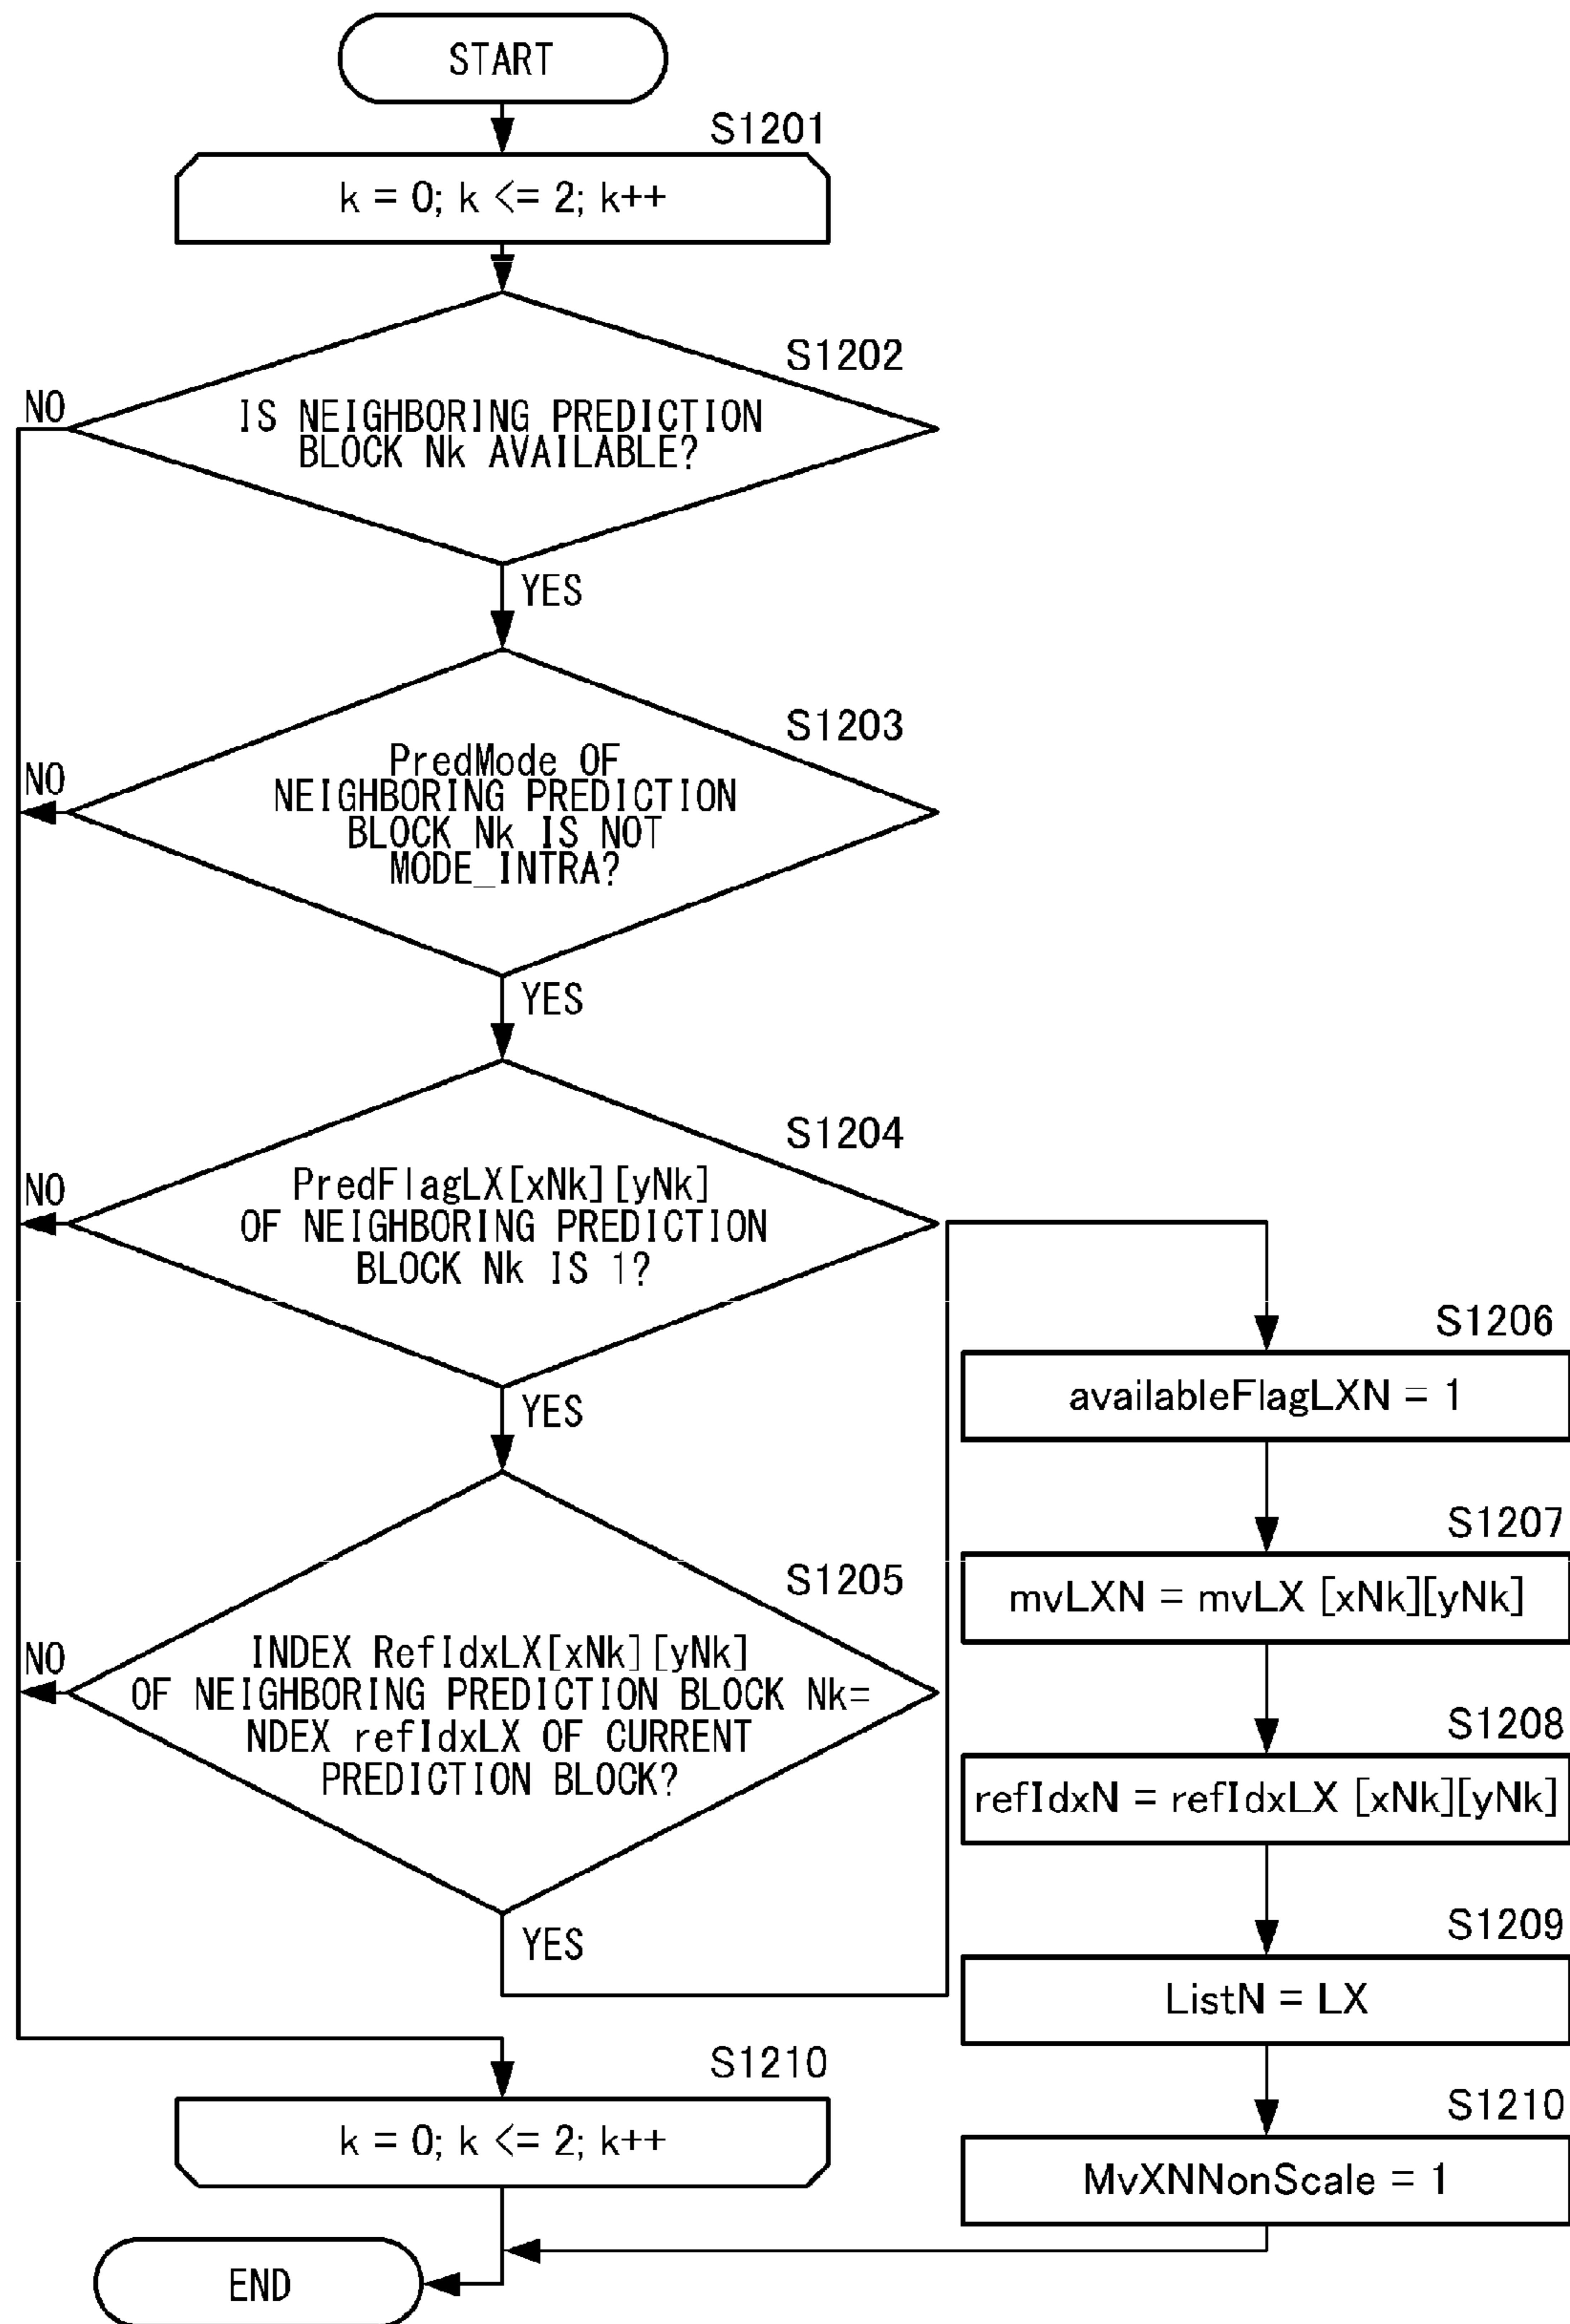 START
S1201
k = 0; k <= 2; k++
S1202
NO
IS NEIGHBORING PREDICTION
BLOCK Nk AVAILABLE?
YES
S1203
NO
PredMode OF
NEIGHBORING PREDICTION
BLOCK Nk IS NOT
MODE_INTRA?
YES
S1204
NO
PredFlagLX[xNk][yNk]
OF NEIGHBORING PREDICTION
BLOCK Nk IS 1?
YES
S1205
NO
INDEX RefIdxLX[xNk][yNk]
OF NEIGHBORING PREDICTION BLOCK Nk=
NDEX refIdxLX OF CURRENT
PREDICTION BLOCK?
YES
S1206
availableFlagLXN = 1
S1207
mvLXN = mvLX [xNk][yNk]
S1208
refIdxN = refIdxLX [xNk][yNk]
S1209
ListN = LX
S1210
MvXNNonScale = 1
S1210
k = 0; k <= 2; k++
END